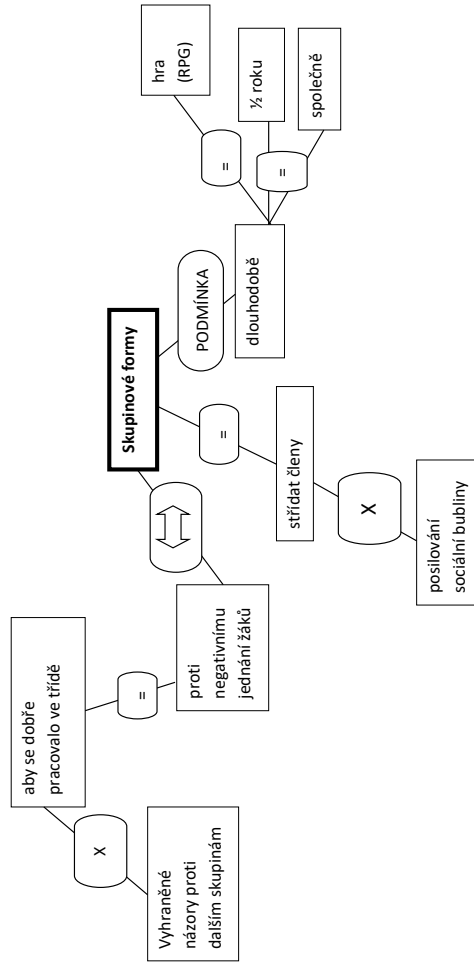 aby se dobře
pracovalo ve třídě
X
Vyhraněné
názory proti
dalším skupinám
=
proti
negativnímu
jednání žáků
Skupinové formy
=
střídat členy
X
posilování
sociální bubliny
PODMÍNKA
dlouhodobě
=
hra
(RPG)
½ roku
=
společně